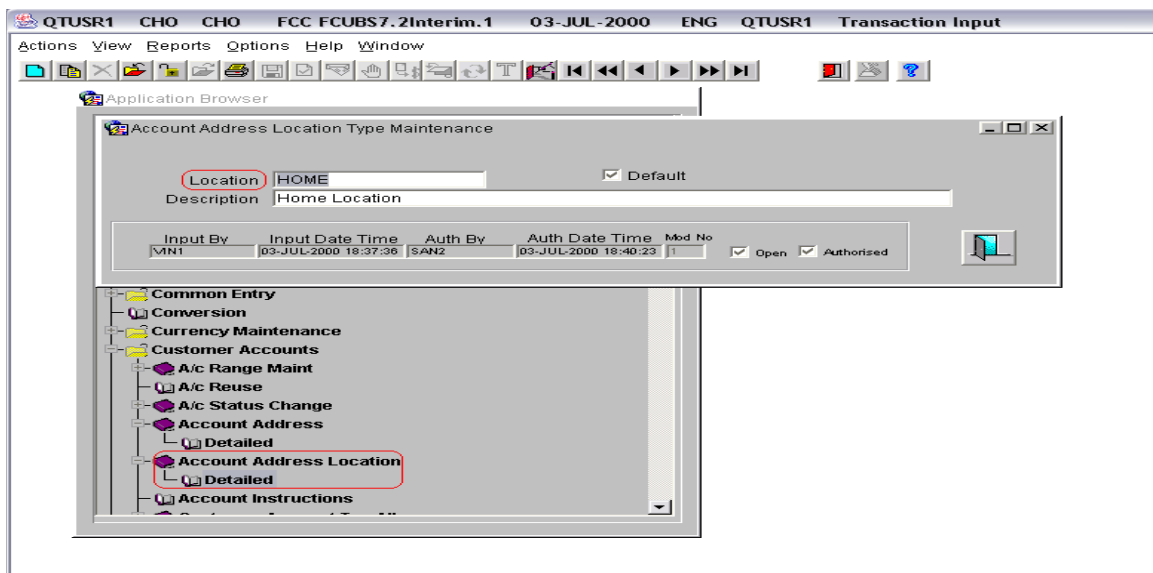 QTUSR1 CHO CHO FCC FCUBS7.2Interim.1 03-JUL-2000 ENG QTUSR1 Transaction Input
Actions View Reports Options Help Window
Application Browser
Account Address Location Type Maintenance
Location HOME Default
Description Home Location
Input By Input Date Time Auth By Auth Date Time Mod No
VIN1 03-JUL-2000 18:37:36 SAN2 03-JUL-2000 18:40:23 1 Open Authorised
Common Entry
Conversion
Currency Maintenance
Customer Accounts
A/c Range Maint
A/c Reuse
A/c Status Change
Account Address
Detailed
Account Address Location
Detailed
Account Instructions